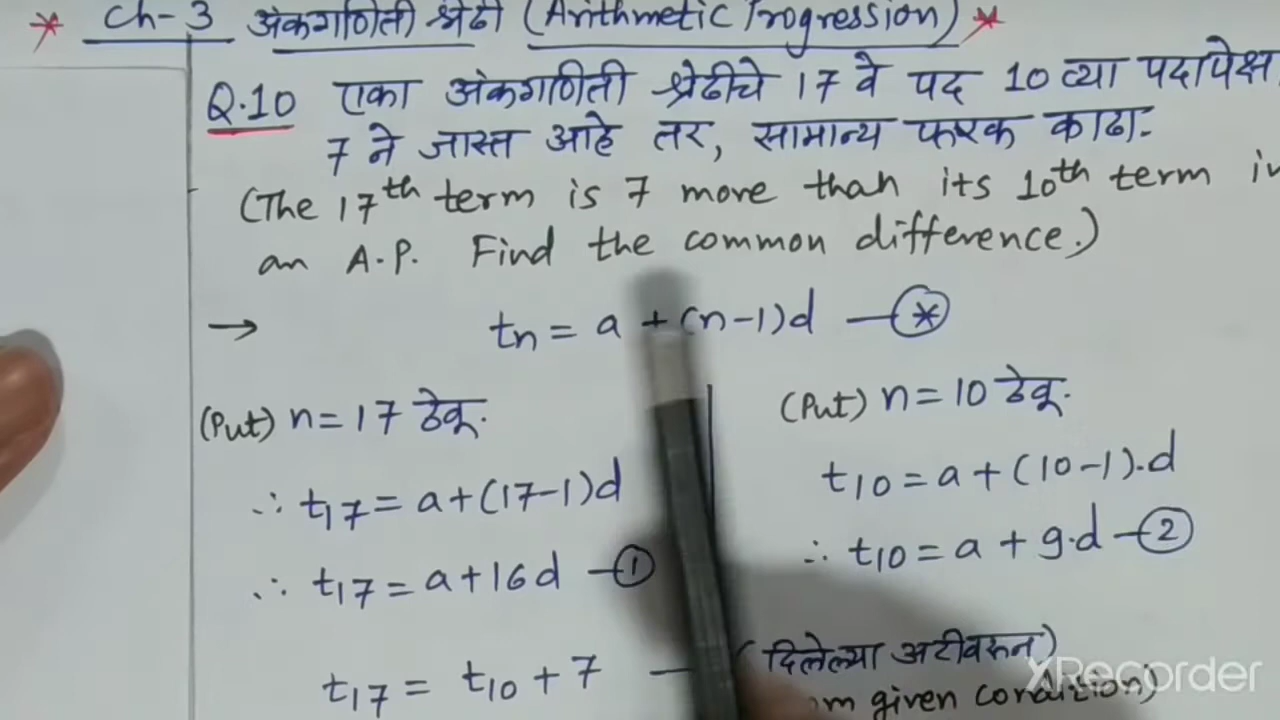 * Ch-3 अंकगणिती श्रेढी (Arithmetic Progression) *
Q.10 एका अंकगणिती श्रेढीचे 17 वे पद 10 व्या पदापेक्ष
7 ने जास्त आहे तर, सामान्य फरक काढा.
(The 17th term is 7 more than its 10th term in
an A.P. Find the common difference.)
→ tn = a + (n-1)d —(*)
(Put) n = 17 ठेवू.
(Put) n = 10 ठेवू.
∴ t17 = a+(17-1)d
t10 = a+(10-1).d
∴ t17 = a+16d —①
∴ t10 = a + 9.d —②
t17 = t10 + 7 — (दिलेल्या अटीवरून)
given condition)
XRecorder